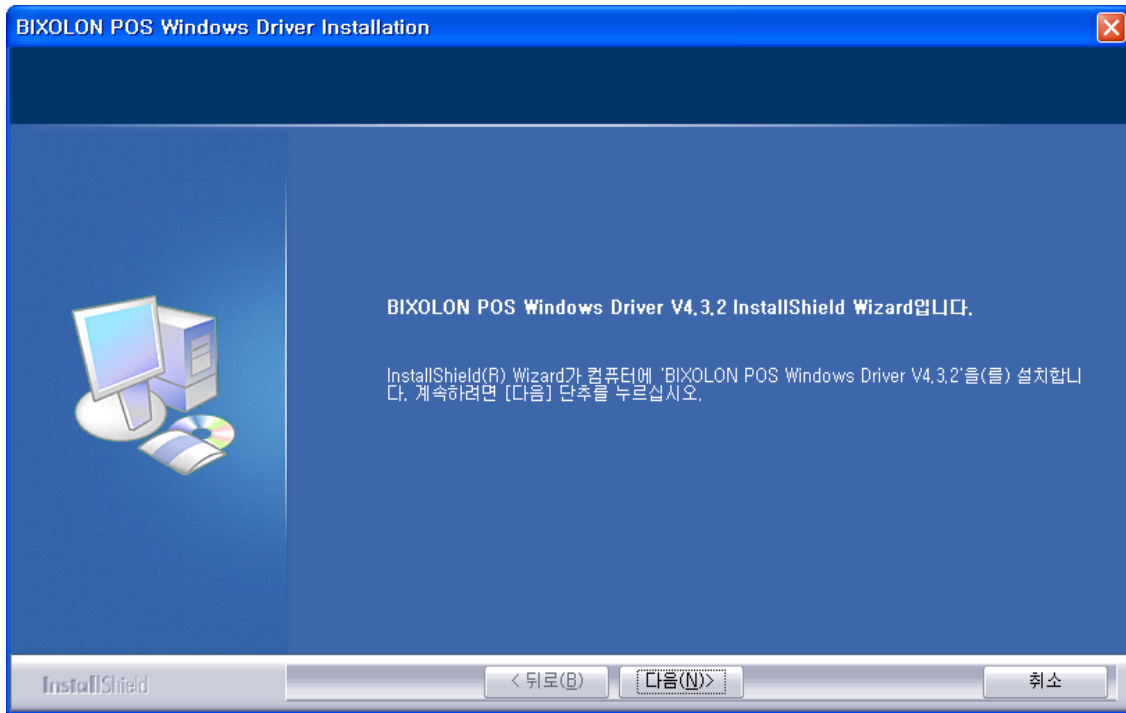 BIXOLON POS Windows Driver Installation
BIXOLON POS Windows Driver V4.3.2 InstallShield Wizard입니다.
InstallShield(R) Wizard가 컴퓨터에 'BIXOLON POS Windows Driver V4.3.2'을(를) 설치합니
다. 계속하려면 [다음] 단추를 누르십시오.
InstallShield
< 뒤로(B)
다음(N)>
취소